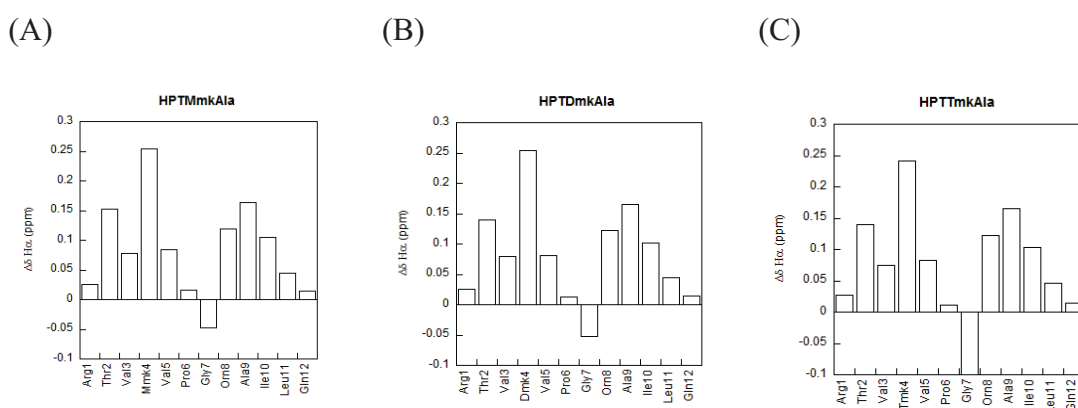 (A)
HPTMmkAla
Δδ Hα (ppm)
0.3
0.25
0.2
0.15
0.1
0.05
0
-0.05
-0.1
Arg1
Thr2
Val3
Mmk4
Val5
Pro6
Gly7
Orn8
Ala9
Ile10
Leu11
Gln12
(B)
HPTDmkAla
Δδ Hα (ppm)
0.3
0.25
0.2
0.15
0.1
0.05
0
-0.05
-0.1
Arg1
Thr2
Val3
Dmk4
Val5
Pro6
Gly7
Orn8
Ala9
Ile10
Leu11
Gln12
(C)
HPTTmkAla
Δδ Hα (ppm)
0.3
0.25
0.2
0.15
0.1
0.05
0
-0.05
-0.1
Arg1
Thr2
Val3
Tmk4
Val5
Pro6
Gly7
Orn8
Ala9
Ile10
Leu11
Gln12